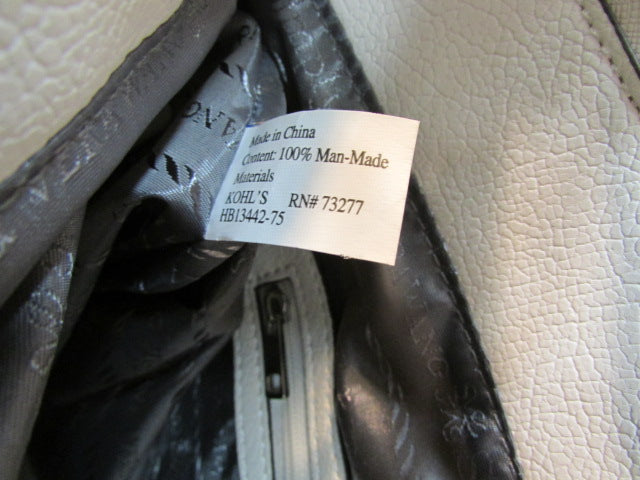 Made in China
Content: 100% Man-Made
Materials
KOHL'S RN# 73277
HB13442-75